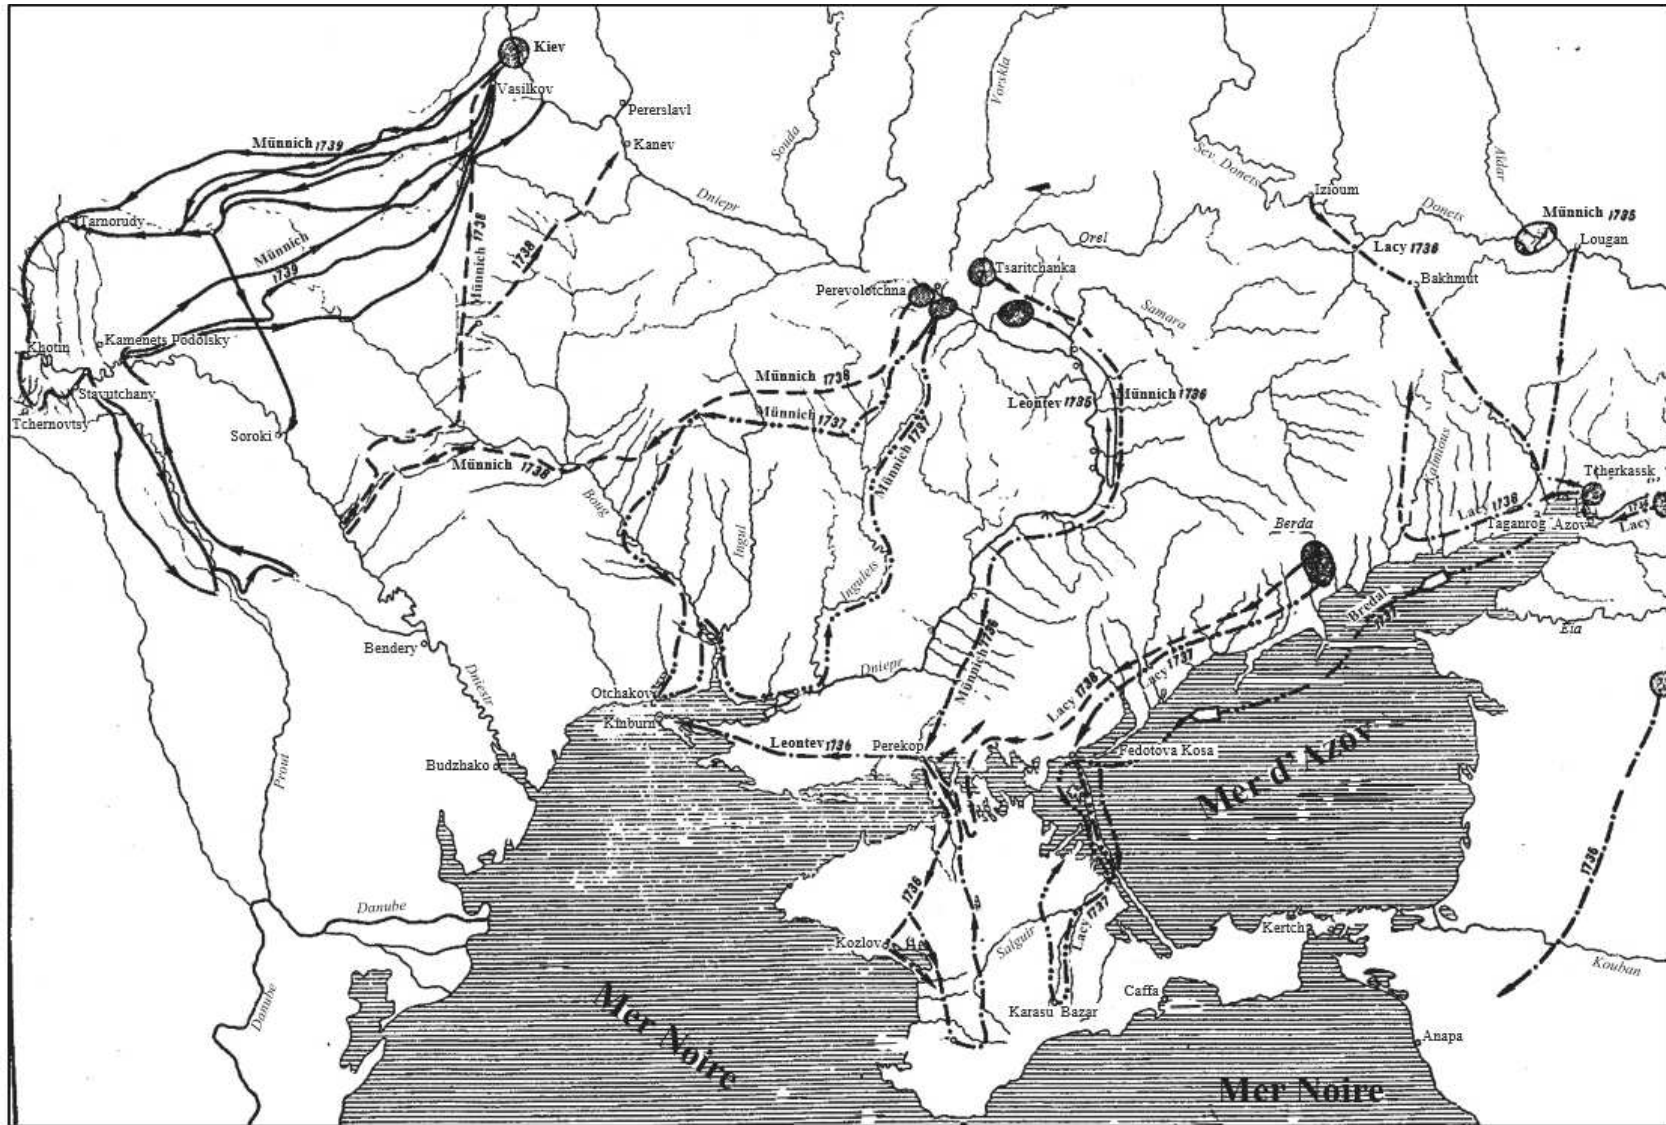 Kiev
Vasilkov
Pererslavl
Kanev
Souda
Vorskla
Sev. Donets
Izioum
Donets
Aidar
Münnich 1735
Lougan
Münnich 1739
Tarnorudy
Münnich
1739
Münnich 1738
1738
Dniepr
Orel
Lacy 1736
Bakhmut
Tsaritchanka
Perevolotchna
Samara
Khotin
Kamenets Podolsky
Stavutchany
Tchernovtsy
Soroki
Münnich 1738
Münnich 1737
Münnich 1738
Münnich 1737
Leontev 1735
Münnich 1736
Kalmious
Tcherkassk
Lacy 1738
Taganrog
Azov
1736
Lacy
Boug
Ingul
Ingulets
Berda
Bredal
1737
Eia
Bendery
Dniestr
Dniepr
Münnich 1736
Otchakov
Kinburn
Lacy 1738
Lacy 1737
Leontev 1736
Perekop
Fedotova Kosa
Budzhako
Prout
Mer d'Azov
1736
1736
Danube
Danube
Kozlov
Salguir
Lacy 1737
Kertch
Kouban
Karasu Bazar
Caffa
Anapa
Mer Noire
Mer Noire